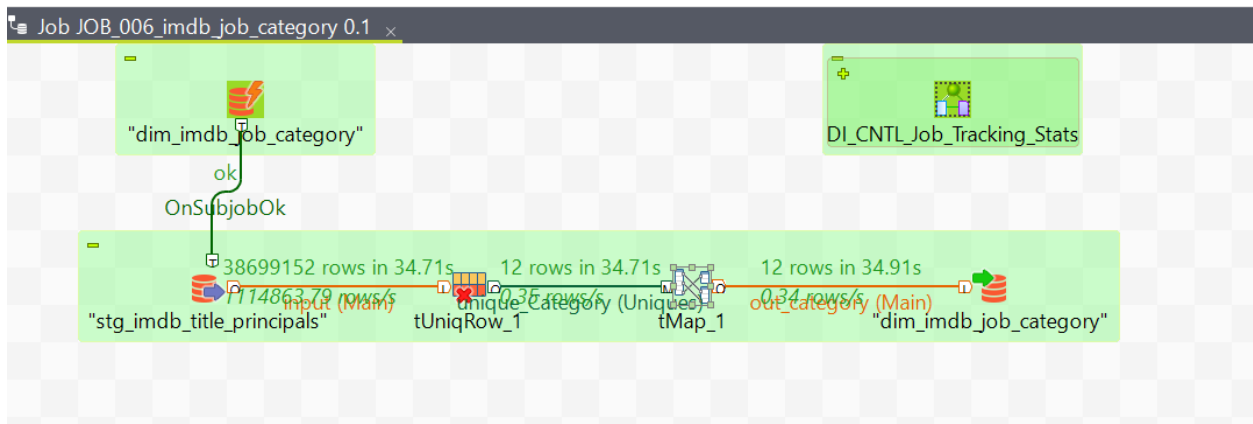 Job JOB_006_imdb_job_category 0.1
"dim_imdb_job_category"
DI_CNTL_Job_Tracking_Stats
ok
OnSubjobOk
38699152 rows in 34.71s
12 rows in 34.71s
12 rows in 34.91s
1114863.79 rows/s
0.35 rows/s
0.34 rows/s
input (Main)
unique_Category (Unique)
out_category (Main)
"stg_imdb_title_principals"
tUniqRow_1
tMap_1
"dim_imdb_job_category"